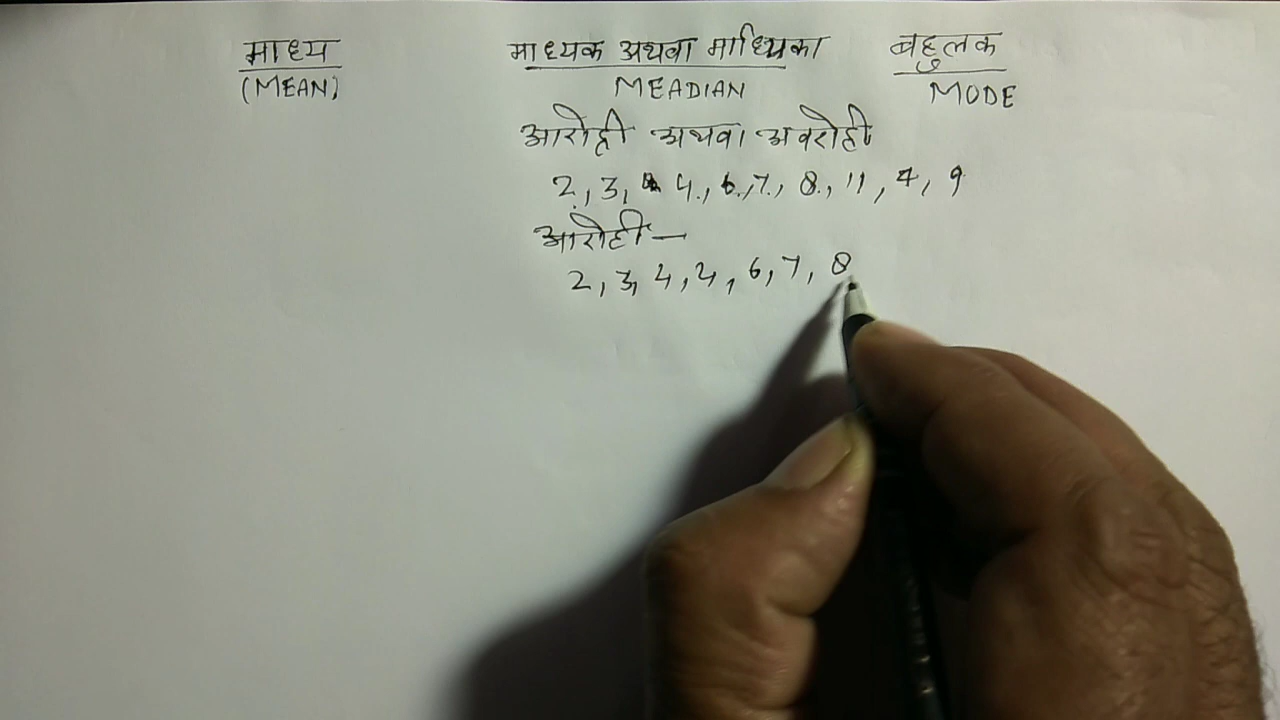 माध्य माध्यक अथवा माध्यिका बहुलक
(MEAN) MEADIAN MODE
आरोही अथवा अवरोही
2, 3, 4, 6, 7, 8, 11, 4, 9
आरोही—
2, 3, 4, 4, 6, 7, 8